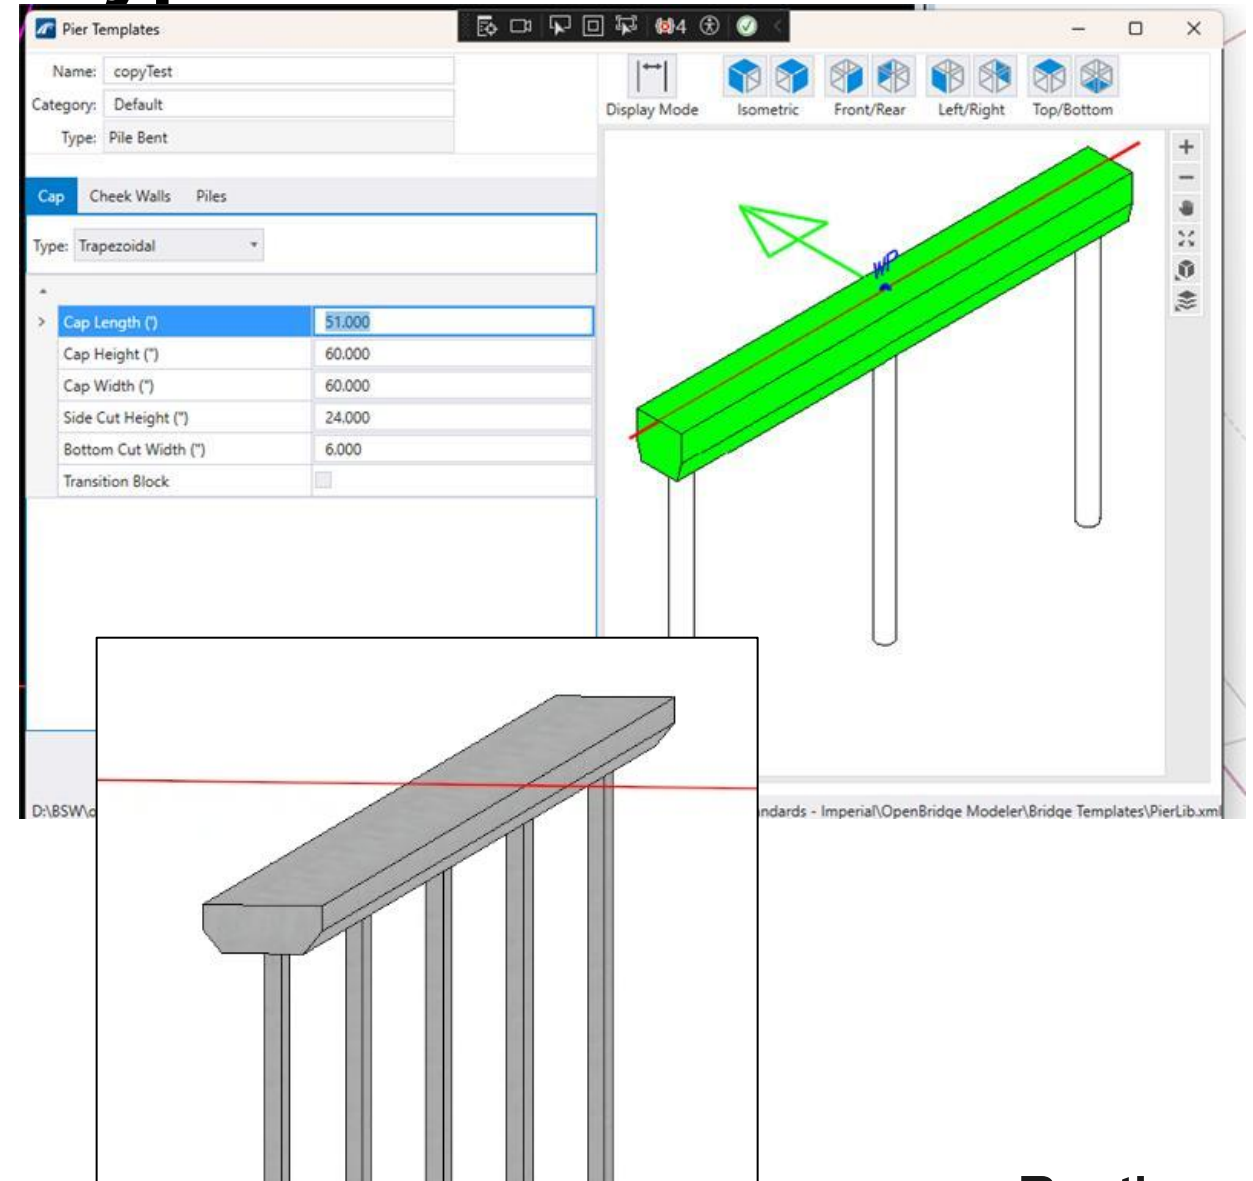 Pier Templates
4
Name: copyTest
Category: Default
Type: Pile Bent
Display Mode Isometric Front/Rear Left/Right Top/Bottom
Cap Cheek Walls Piles
Type: Trapezoidal
Cap Length (') 51.000
Cap Height (") 60.000
Cap Width (") 60.000
Side Cut Height (") 24.000
Bottom Cut Width (") 6.000
Transition Block
WP
D:\BSW\o
ndards - Imperial\OpenBridge Modeler\Bridge Templates\PierLib.xml